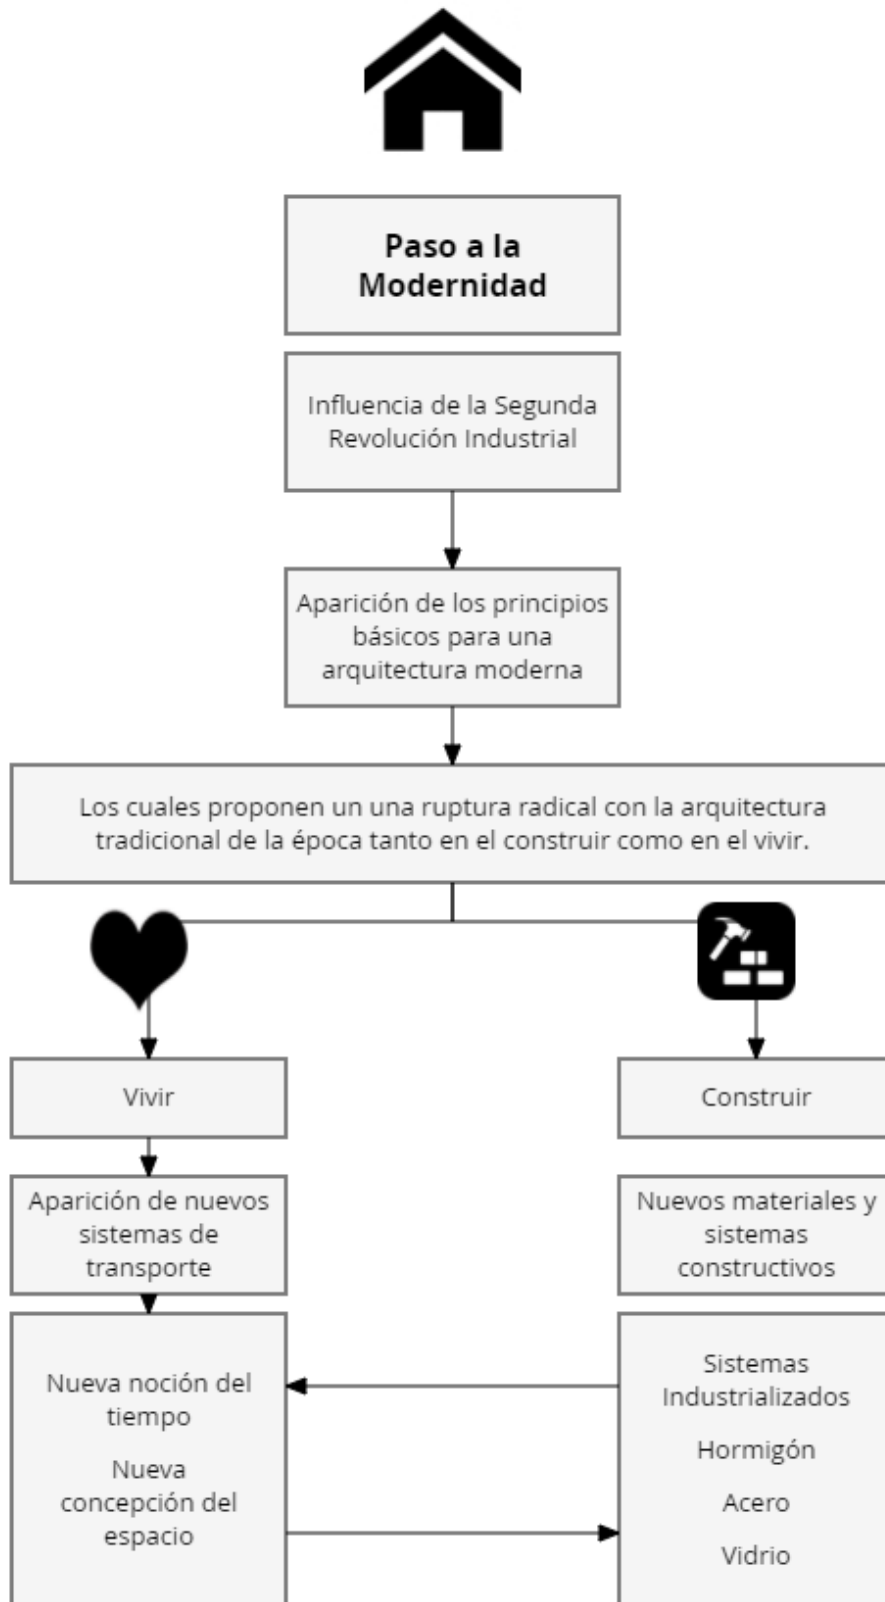 Paso a la
Modernidad
Influencia de la Segunda
Revolución Industrial
Aparición de los principios
básicos para una
arquitectura moderna
Los cuales proponen un una ruptura radical con la arquitectura
tradicional de la época tanto en el construir como en el vivir.
Vivir
Construir
Aparición de nuevos
sistemas de
transporte
Nuevos materiales y
sistemas
constructivos
Nueva noción del
tiempo
Nueva
concepción del
espacio
Sistemas
Industrializados
Hormigón
Acero
Vidrio